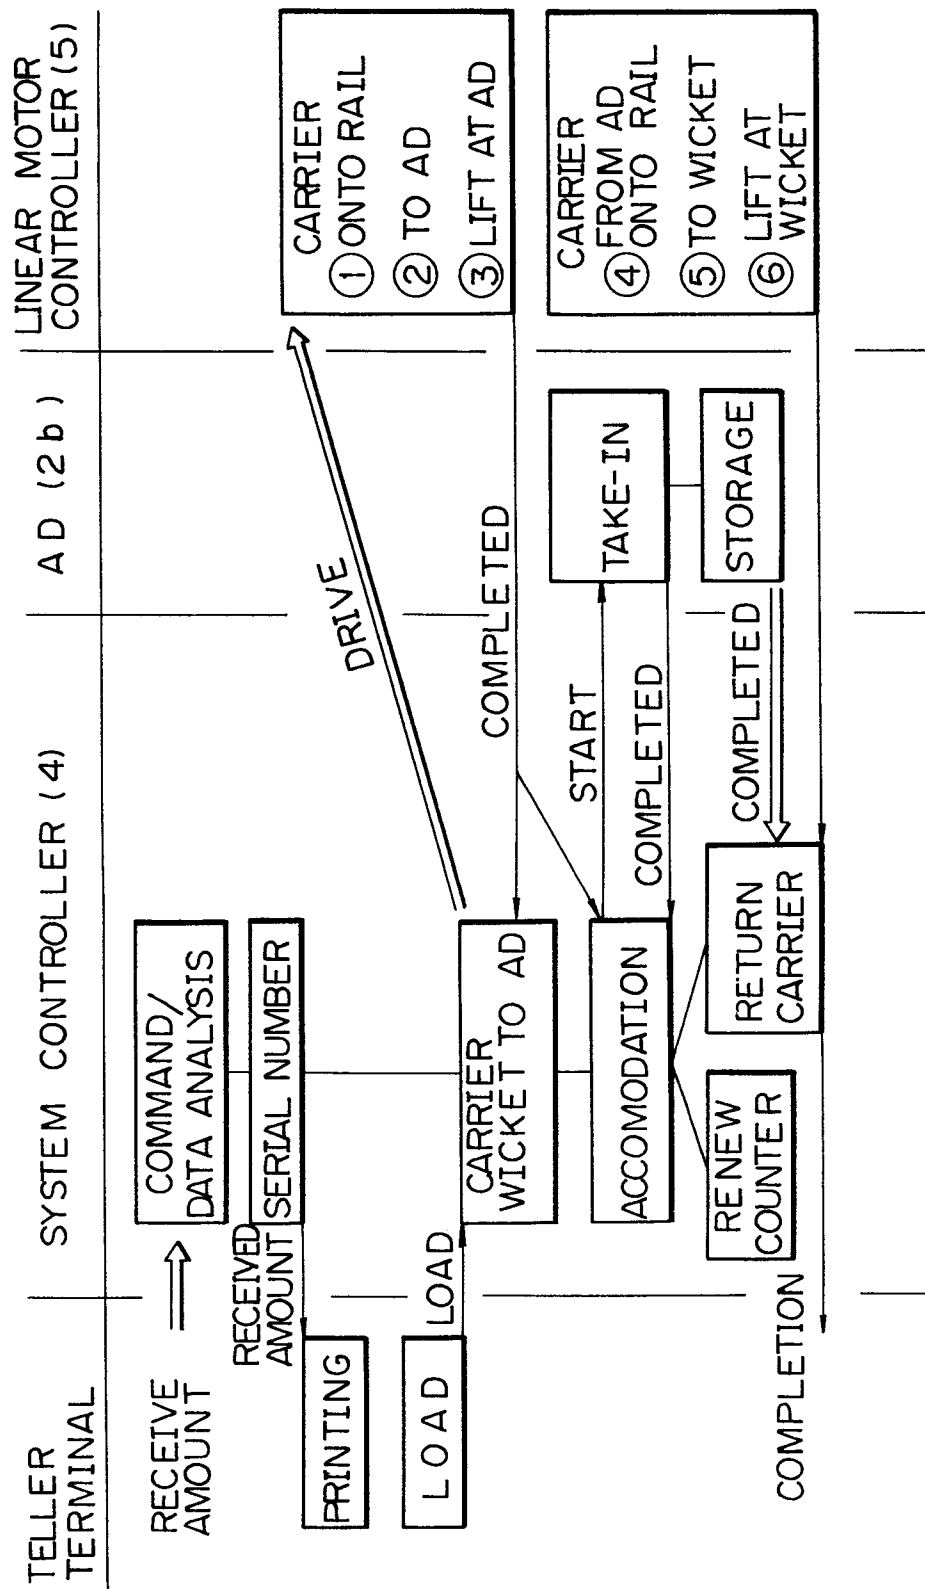 TELLER
TERMINAL
SYSTEM CONTROLLER (4)
AD (2b)
LINEAR MOTOR
CONTROLLER (5)
RECEIVE
AMOUNT
COMMAND/
DATA ANALYSIS
SERIAL NUMBER
RECEIVED
AMOUNT
PRINTING
LOAD
LOAD
CARRIER
WICKET TO AD
DRIVE
CARRIER
① ONTO RAIL
② TO AD
③ LIFT AT AD
COMPLETED
ACCOMODATION
START
TAKE-IN
COMPLETED
STORAGE
COMPLETED
CARRIER
④ FROM AD
ONTO RAIL
⑤ TO WICKET
⑥ LIFT AT
WICKET
RENEW
COUNTER
RETURN
CARRIER
COMPLETION